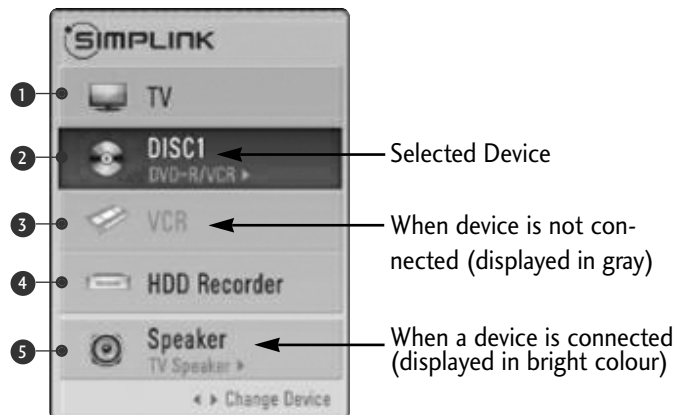 SIMPLINK
1 TV
2 DISC1
DVD-R/VCR ▸
Selected Device
3 VCR
When device is not con-
nected (displayed in gray)
4 HDD Recorder
5 Speaker
TV Speaker ▸
When a device is connected
(displayed in bright colour)
◂ ▸ Change Device